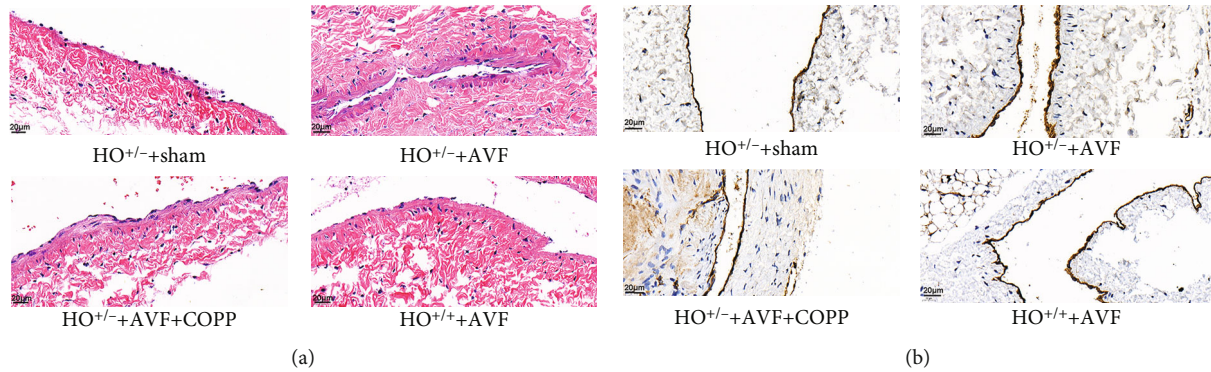 20μm 20μm 20μm 20μm
HO+/−+sham HO+/−+AVF HO+/−+sham HO+/−+AVF
20μm 20μm 20μm 20μm
HO+/−+AVF+COPP HO+/++AVF HO+/−+AVF+COPP HO+/++AVF
(a) (b)